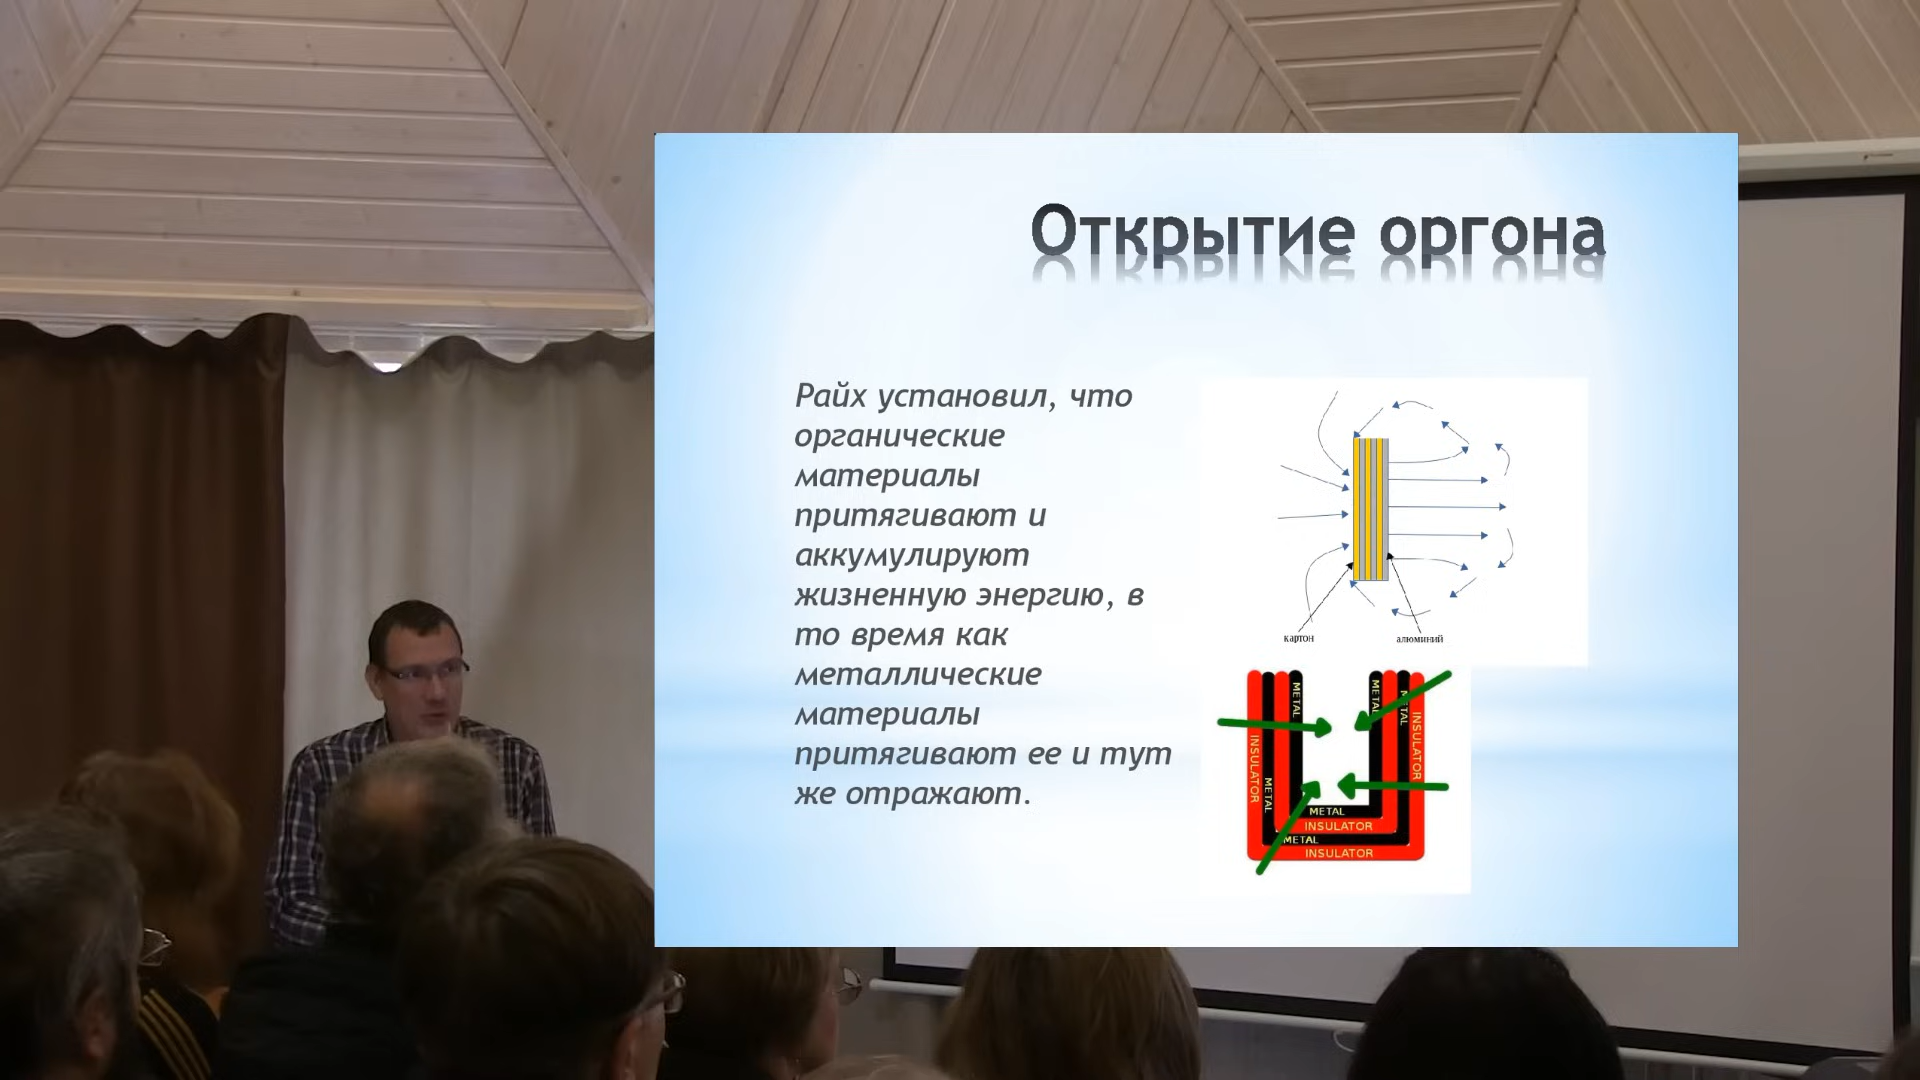 Открытие оргона
Райх установил, что
органические
материалы
притягивают и
аккумулируют
жизненную энергию, в
то время как
металлические
материалы
притягивают ее и тут
же отражают.
картон
алюминий
METAL
METAL
METAL
INSULATOR
INSULATOR
METAL
METAL
INSULATOR
METAL
INSULATOR